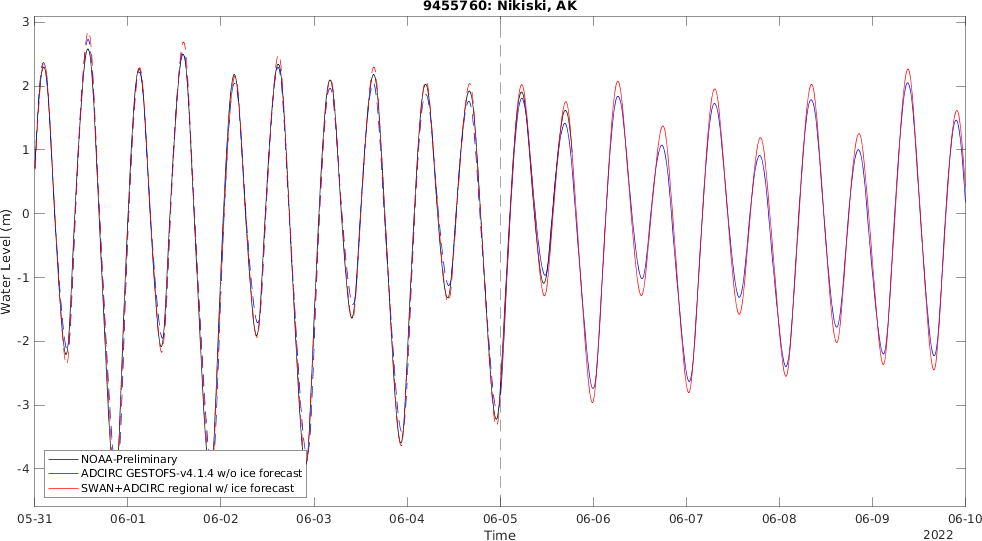 9455760: Nikiski, AK
3
2
1
0
-1
-2
-3
-4
Water Level (m)
NOAA-Preliminary
ADCIRC GESTOFS-v4.1.4 w/o ice forecast
SWAN+ADCIRC regional w/ ice forecast
05-31 06-01 06-02 06-03 06-04 06-05 06-06 06-07 06-08 06-09 06-10
Time
2022